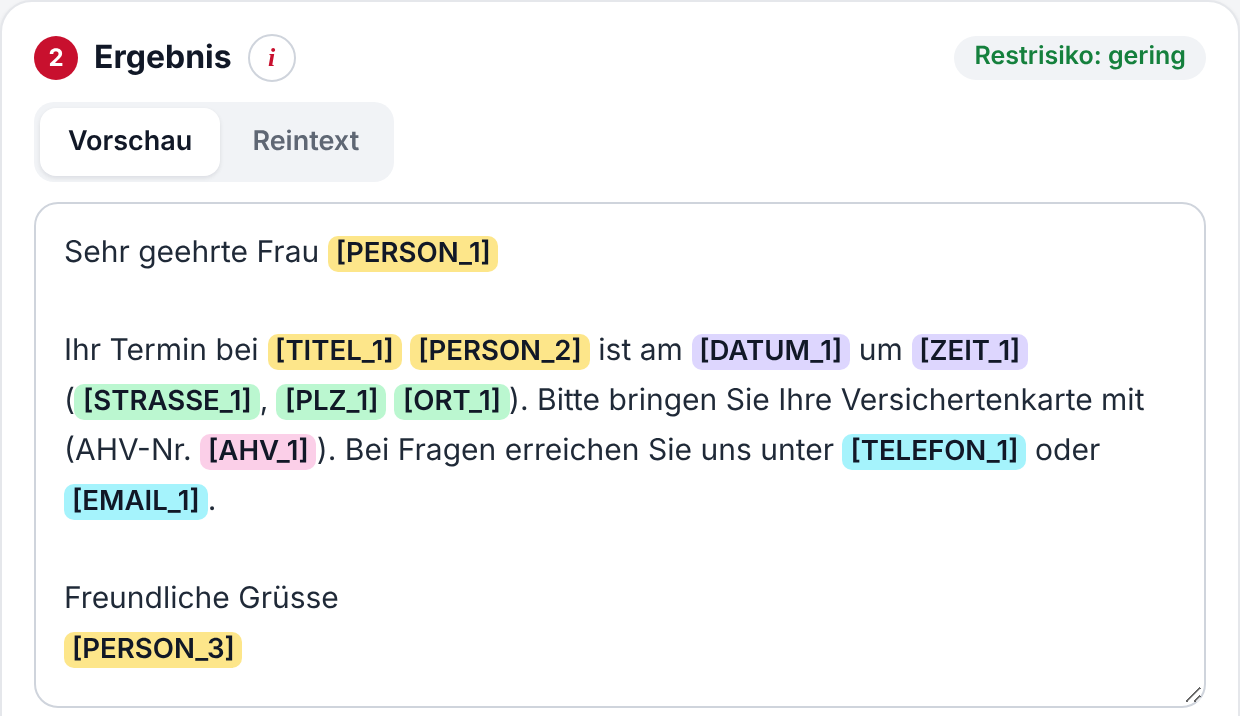 2 Ergebnis i Restrisiko: gering
Vorschau Reintext
Sehr geehrte Frau [PERSON_1]
Ihr Termin bei [TITEL_1] [PERSON_2] ist am [DATUM_1] um [ZEIT_1]
([STRASSE_1], [PLZ_1] [ORT_1]). Bitte bringen Sie Ihre Versichertenkarte mit
(AHV-Nr. [AHV_1]). Bei Fragen erreichen Sie uns unter [TELEFON_1] oder
[EMAIL_1].
Freundliche Grüsse
[PERSON_3]